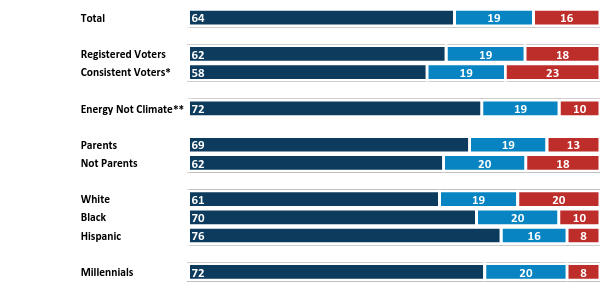 Total 64 19 16
Registered Voters 62 19 18
Consistent Voters* 58 19 23
Energy Not Climate** 72 19 10
Parents 69 19 13
Not Parents 62 20 18
White 61 19 20
Black 70 20 10
Hispanic 76 16 8
Millennials 72 20 8